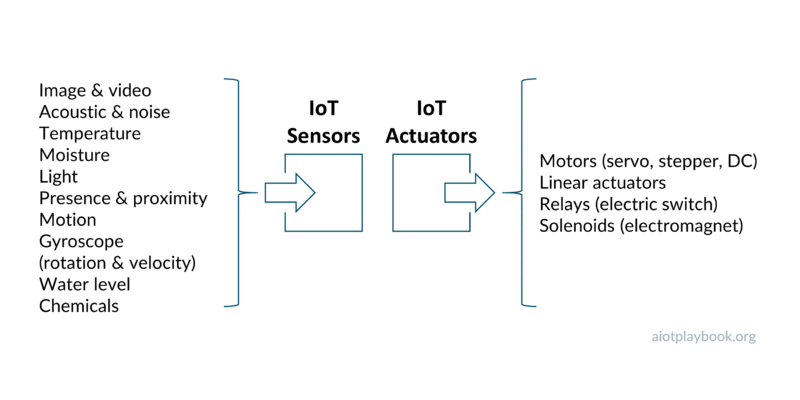 Image & video
Acoustic & noise
Temperature
Moisture
Light
Presence & proximity
Motion
Gyroscope
(rotation & velocity)
Water level
Chemicals
IoT
Sensors
IoT
Actuators
Motors (servo, stepper, DC)
Linear actuators
Relays (electric switch)
Solenoids (electromagnet)
aiotplaybook.org